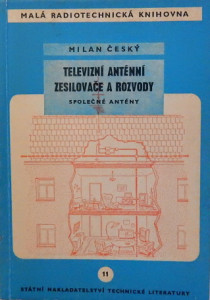 MALÁ RADIOTECHNICKÁ KNIHOVNA
MILAN ČESKÝ
TELEVIZNÍ ANTÉNNÍ
ZESILOVAČE A ROZVODY
SPOLEČNÉ ANTÉNY
11
STÁTNÍ NAKLADATELSTVÍ TECHNICKÉ LITERATURY